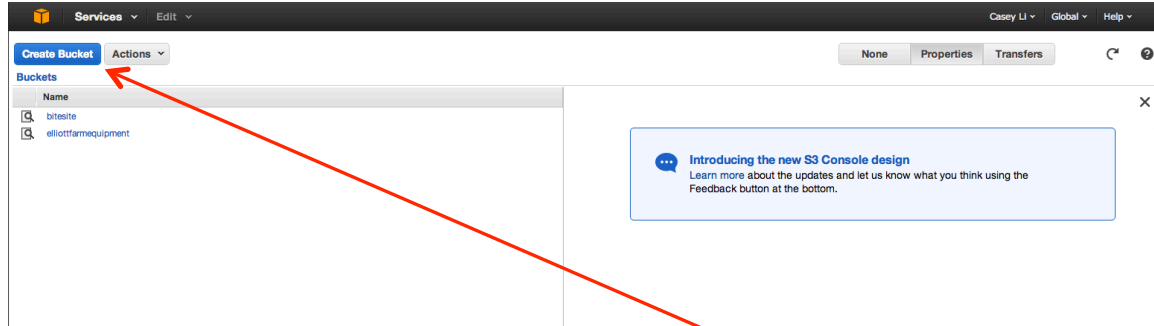 Services Edit Casey Li Global Help
Create Bucket Actions None Properties Transfers
Buckets
Name
bitesite
elliottfarmequipment
Introducing the new S3 Console design
Learn more about the updates and let us know what you think using the
Feedback button at the bottom.